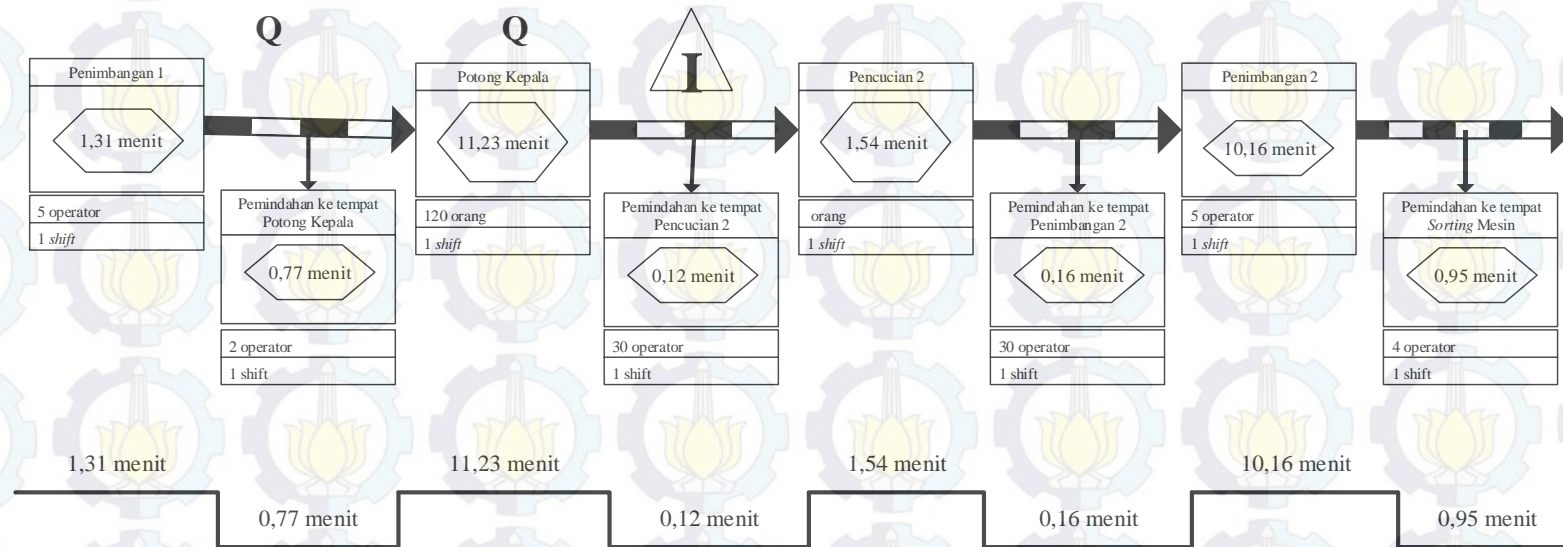 Q
Q
I
Penimbangan 1
1,31 menit
5 operator
1 shift
Pemindahan ke tempat
Potong Kepala
0,77 menit
2 operator
1 shift
Potong Kepala
11,23 menit
120 orang
1 shift
Pemindahan ke tempat
Pencucian 2
0,12 menit
30 operator
1 shift
Pencucian 2
1,54 menit
orang
1 shift
Pemindahan ke tempat
Penimbangan 2
0,16 menit
30 operator
1 shift
Penimbangan 2
10,16 menit
5 operator
1 shift
Pemindahan ke tempat
Sorting Mesin
0,95 menit
4 operator
1 shift
1,31 menit
11,23 menit
1,54 menit
10,16 menit
0,77 menit
0,12 menit
0,16 menit
0,95 menit